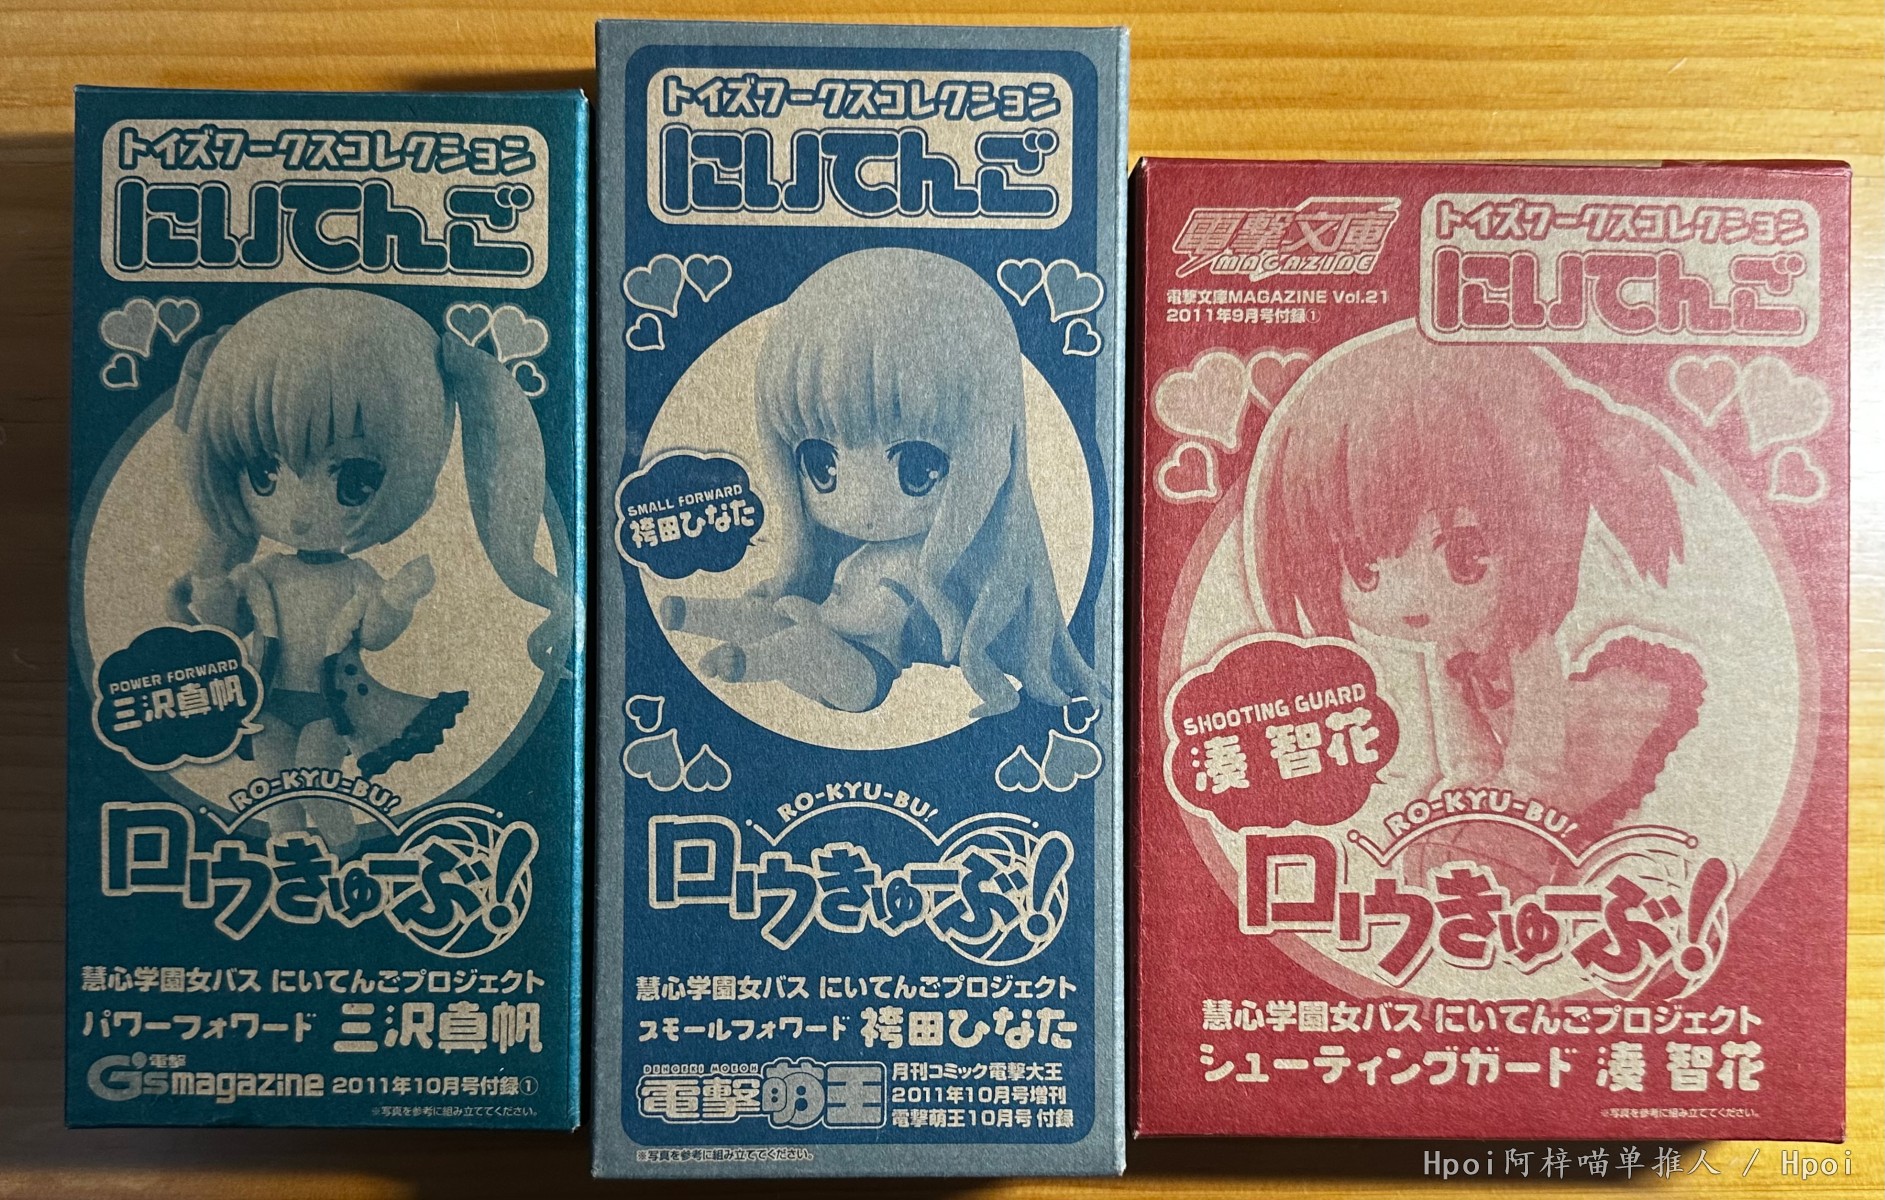 トイズワークスコレクション
にいてんご
POWER FORWARD
三沢真帆
RO-KYU-BU!
ロウきゅーぶ!
慧心学園女バス にいてんごプロジェクト
パワーフォワード 三沢真帆
電撃G'smagazine 2011年10月号付録①
※写真を参考に組み立ててください。
トイズワークスコレクション
にいてんご
SMALL FORWARD
袴田ひなた
RO-KYU-BU!
ロウきゅーぶ!
慧心学園女バス にいてんごプロジェクト
スモールフォワード 袴田ひなた
DENGEKI MOEOH
電撃萌王
月刊コミック電撃大王
2011年10月号増刊
電撃萌王10月号 付録
※写真を参考に組み立ててください。
電撃文庫
MAGAZINE
電撃文庫MAGAZINE Vol.21
2011年9月号付録①
トイズワークスコレクション
にいてんご
SHOOTING GUARD
湊 智花
RO-KYU-BU!
ロウきゅーぶ!
慧心学園女バス にいてんごプロジェクト
シューティングガード 湊 智花
※写真を参考に組み立ててください。
Hpoi阿梓喵单推人 / Hpoi